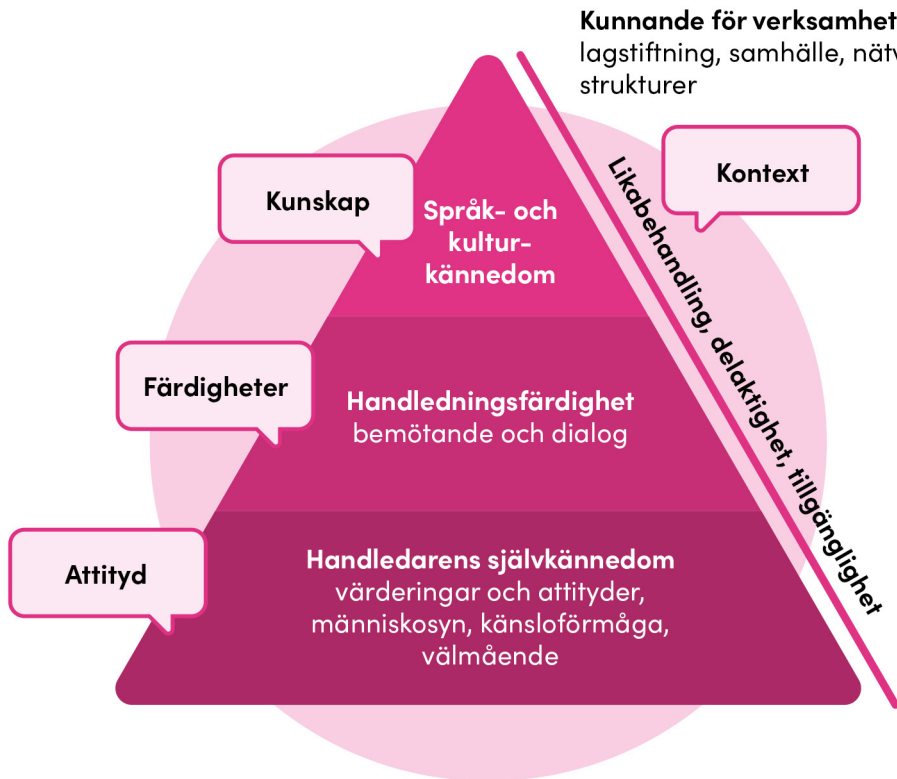 Kunnande för verksamhet
lagstiftning, samhälle,
strukturer
Kontext
Kunskap
Språk- och
kultur-
kännedom
Likabehandling, delaktighet, tillgänglighet
Färdigheter
Handledningsfärdighet
bemötande och dialog
Attityd
Handledarens självkännedom
värderingar och attityder,
människosyn, känsloförmåga,
välmående